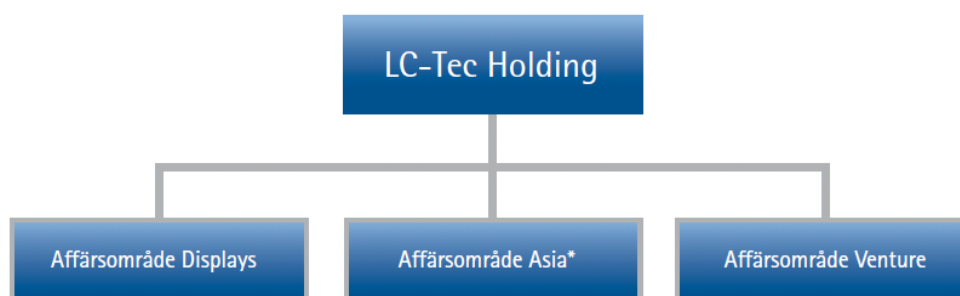 LC-Tec Holding
Affärsområde Displays
Affärsområde Asia*
Affärsområde Venture